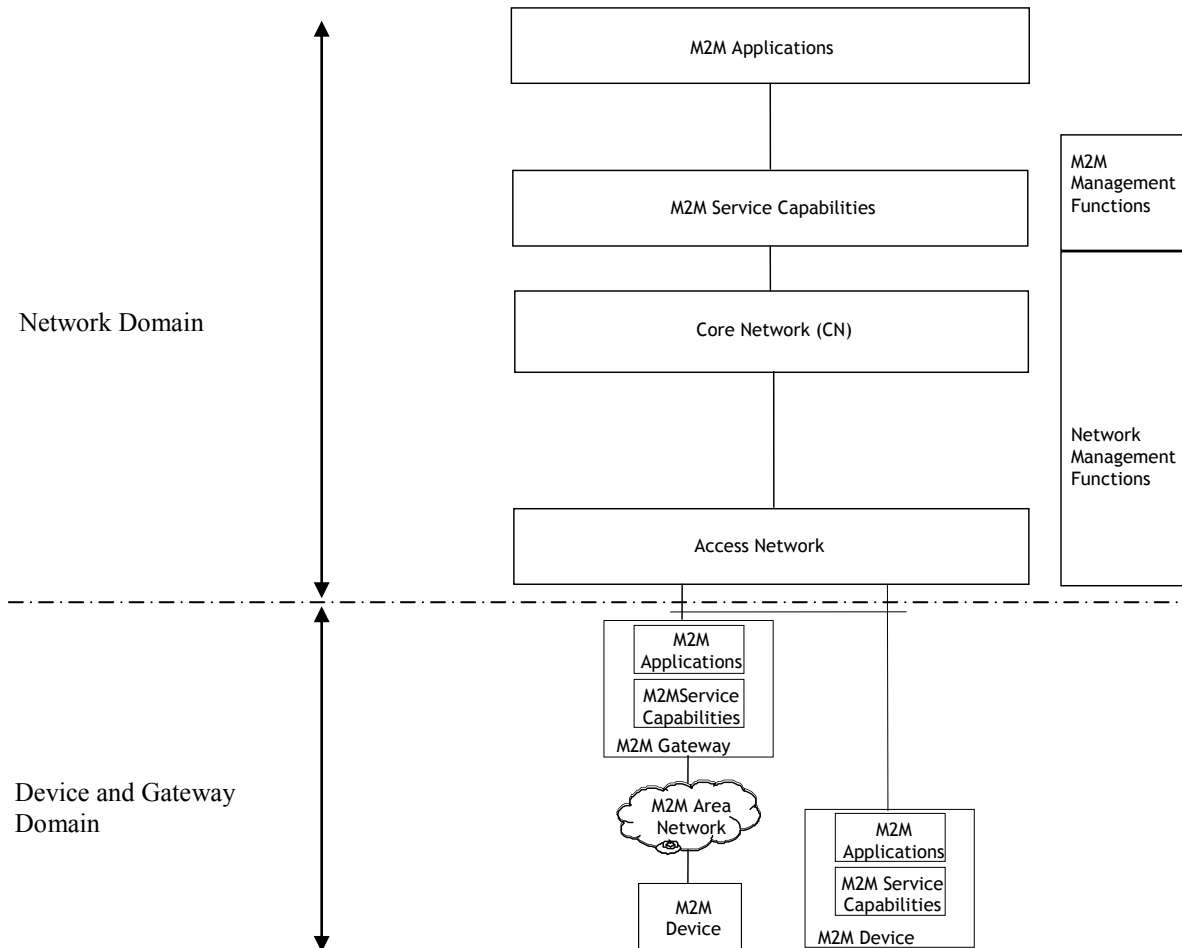 M2M Applications
M2M Service Capabilities
M2M
Management
Functions
Network Domain
Core Network (CN)
Network
Management
Functions
Access Network
M2M
Applications
M2MService
Capabilities
M2M Gateway
Device and Gateway
Domain
M2M Area
Network
M2M
Device
M2M
Applications
M2M Service
Capabilities
M2M Device